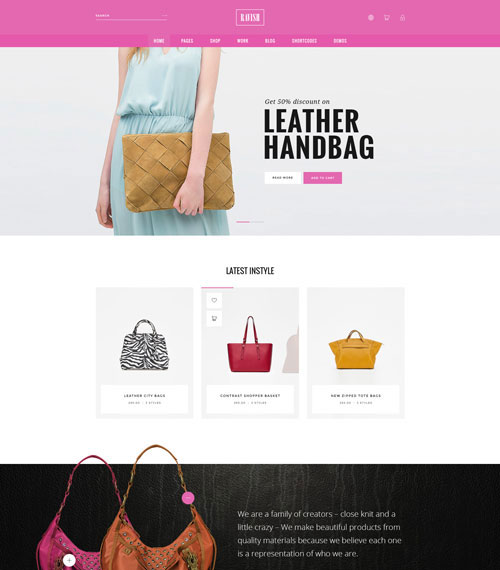 SEARCH
RAVISH
HOME PAGES SHOP WORK BLOG SHORTCODES DEMOS
Get 50% discount on
LEATHER
HANDBAG
READ MORE ADD TO CART
LATEST INSTYLE
LEATHER CITY BAGS
CONTRAST SHOPPER BASKET
NEW ZIPPED TOTE BAGS
We are a family of creators – close knit and a
little crazy – We make beautiful products from
quality materials because we believe each one
is a representation of who we are.